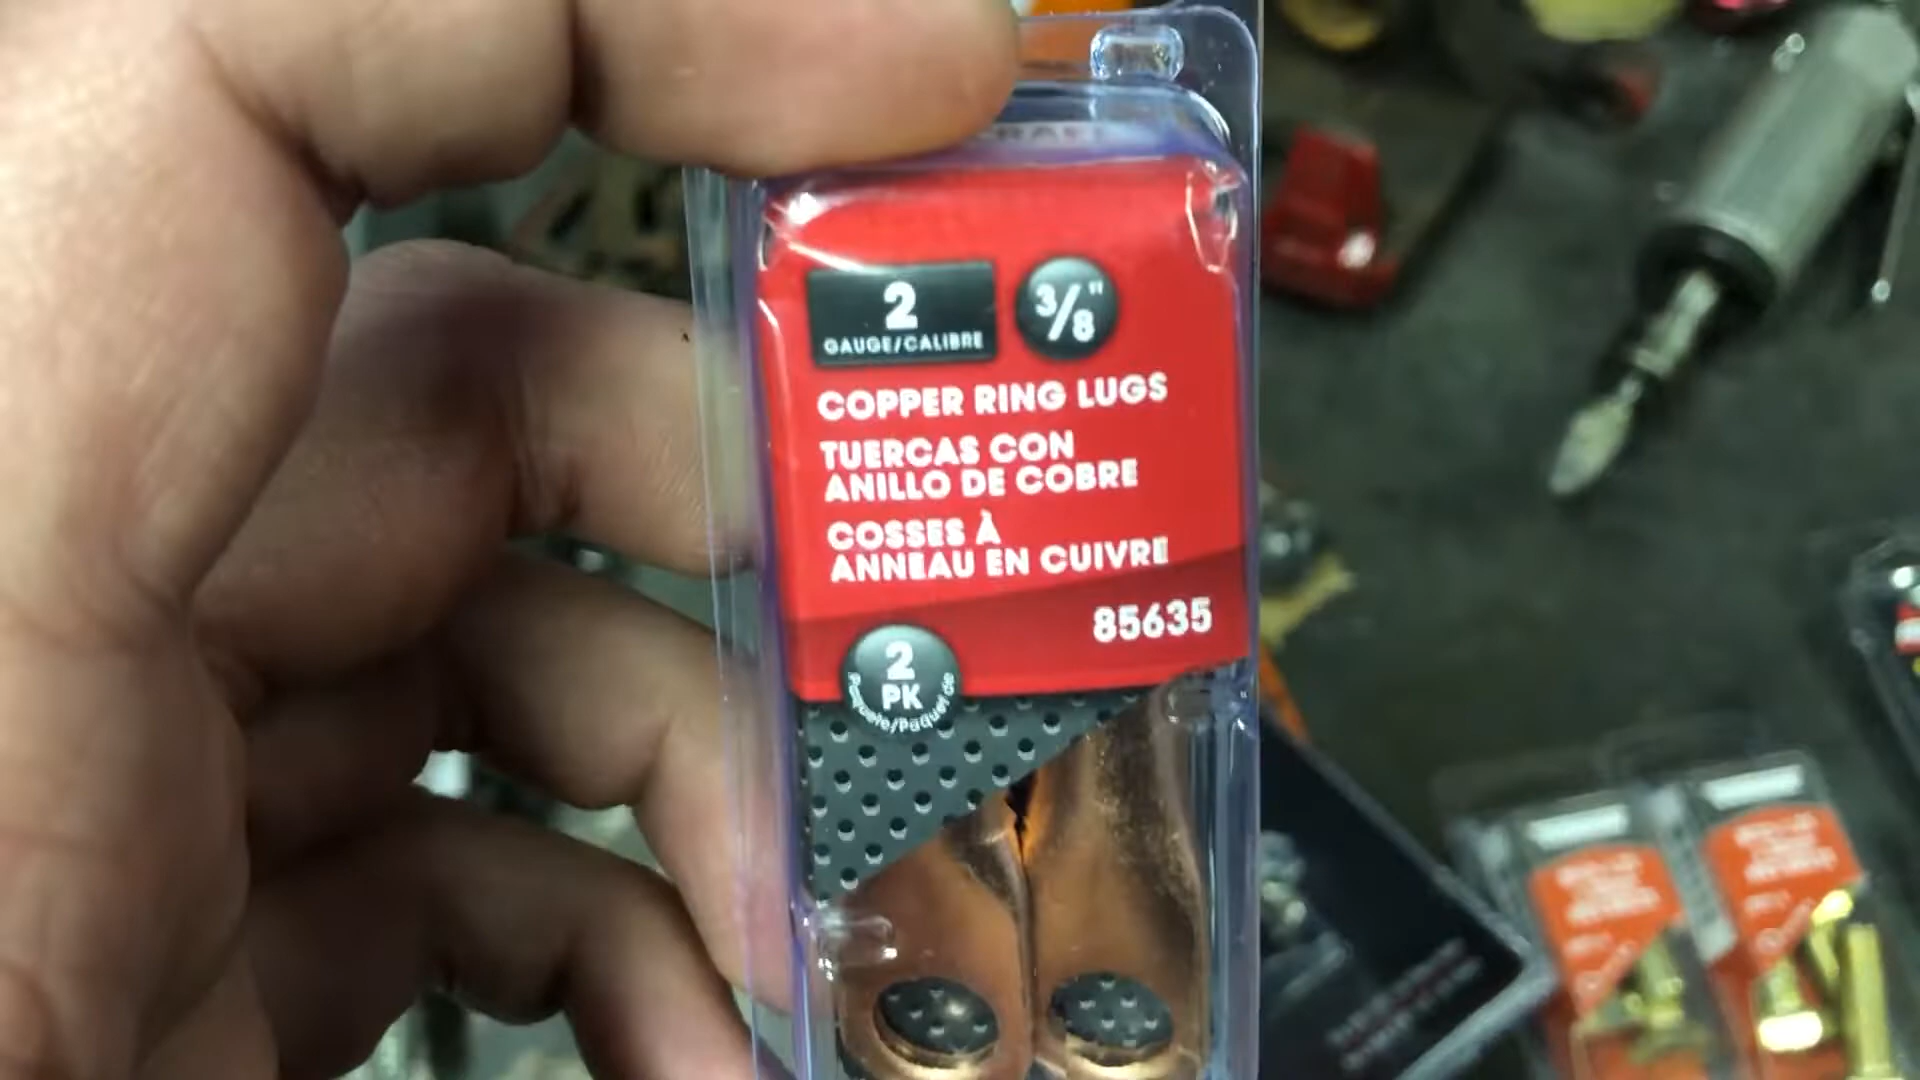 2
GAUGE/CALIBRE
3/8"
COPPER RING LUGS
TUERCAS CON
ANILLO DE COBRE
COSSES À
ANNEAU EN CUIVRE
85635
2
PK
Paquete/Paquet de